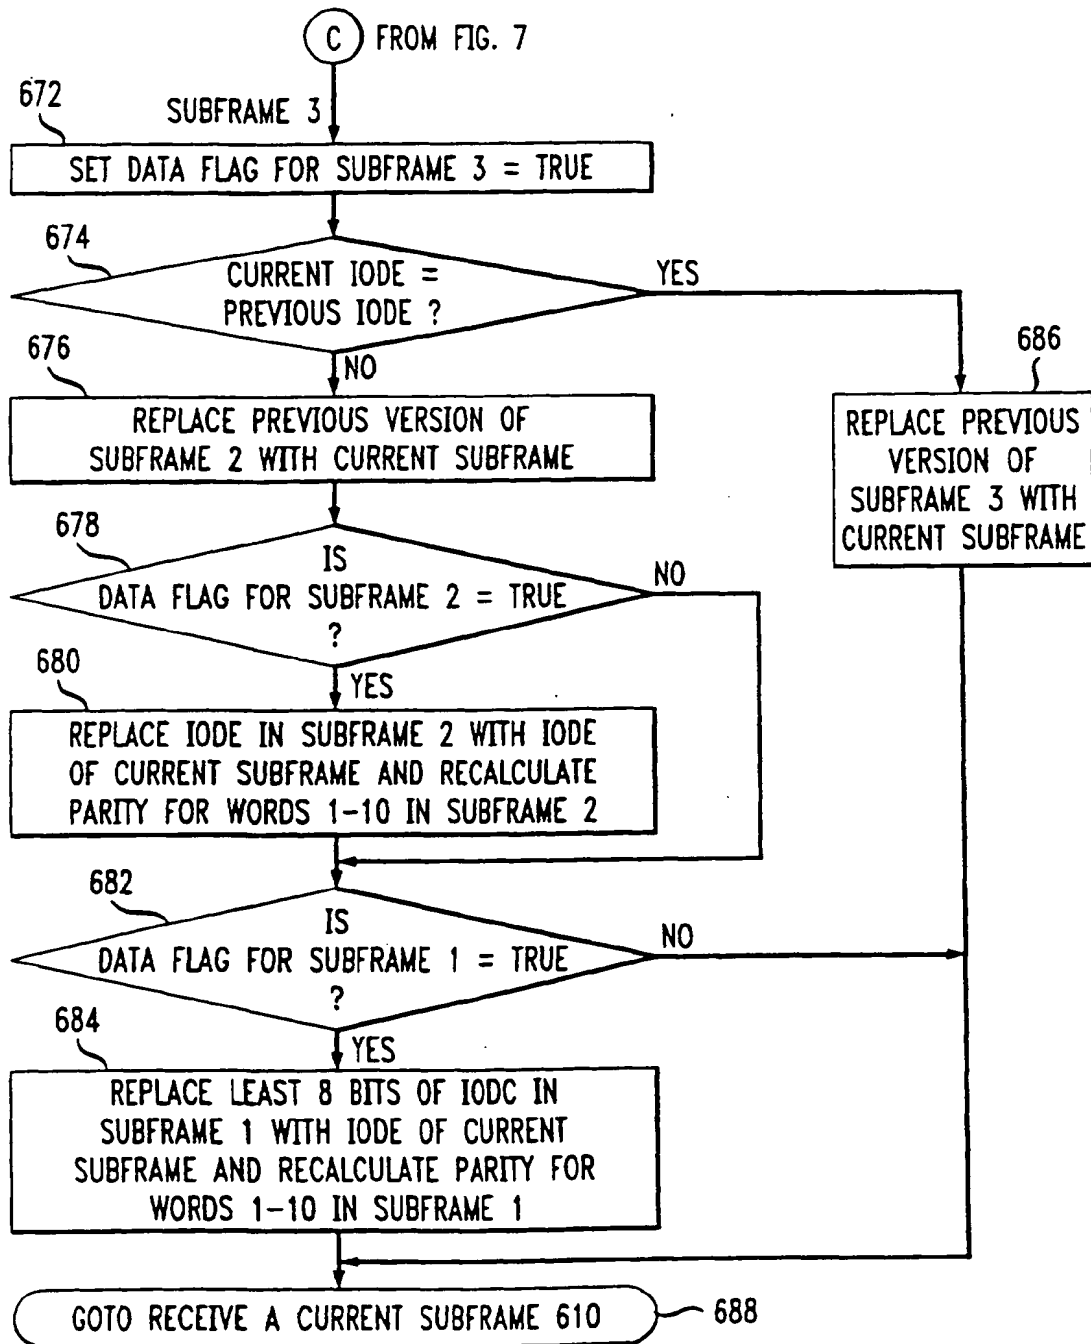 C FROM FIG. 7
672
SUBFRAME 3
SET DATA FLAG FOR SUBFRAME 3 = TRUE
674
CURRENT IODE =
PREVIOUS IODE ?
YES
NO
676
REPLACE PREVIOUS VERSION OF
SUBFRAME 2 WITH CURRENT SUBFRAME
686
REPLACE PREVIOUS
VERSION OF
SUBFRAME 3 WITH
CURRENT SUBFRAME
678
IS
DATA FLAG FOR SUBFRAME 2 = TRUE
?
NO
YES
680
REPLACE IODE IN SUBFRAME 2 WITH IODE
OF CURRENT SUBFRAME AND RECALCULATE
PARITY FOR WORDS 1-10 IN SUBFRAME 2
682
IS
DATA FLAG FOR SUBFRAME 1 = TRUE
?
NO
YES
684
REPLACE LEAST 8 BITS OF IODC IN
SUBFRAME 1 WITH IODE OF CURRENT
SUBFRAME AND RECALCULATE PARITY FOR
WORDS 1-10 IN SUBFRAME 1
GOTO RECEIVE A CURRENT SUBFRAME 610
688